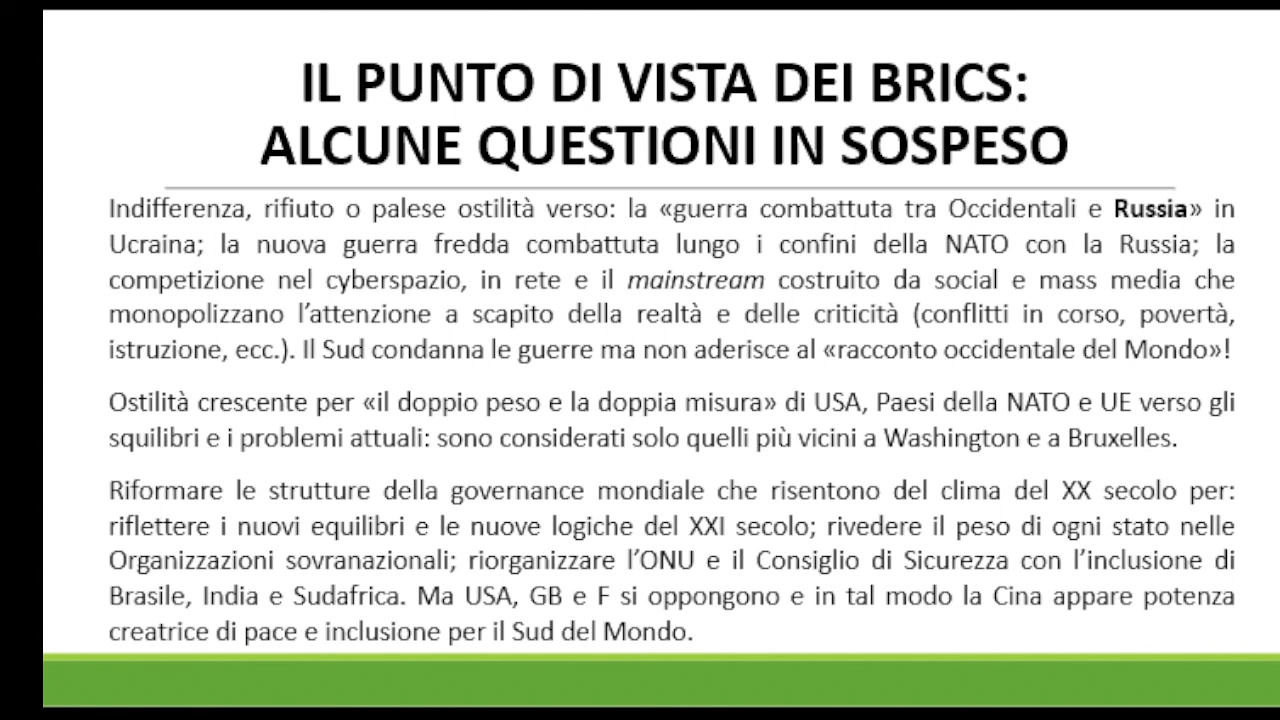 IL PUNTO DI VISTA DEI BRICS:
ALCUNE QUESTIONI IN SOSPESO
Indifferenza, rifiuto o palese ostilità verso: la «guerra combattuta tra Occidentali e Russia» in
Ucraina; la nuova guerra fredda combattuta lungo i confini della NATO con la Russia; la
competizione nel cyberspazio, in rete e il mainstream costruito da social e mass media che
monopolizzano l’attenzione a scapito della realtà e delle criticità (conflitti in corso, povertà,
istruzione, ecc.). Il Sud condanna le guerre ma non aderisce al «racconto occidentale del Mondo»!
Ostilità crescente per «il doppio peso e la doppia misura» di USA, Paesi della NATO e UE verso gli
squilibri e i problemi attuali: sono considerati solo quelli più vicini a Washington e a Bruxelles.
Riformare le strutture della governance mondiale che risentono del clima del XX secolo per:
riflettere i nuovi equilibri e le nuove logiche del XXI secolo; rivedere il peso di ogni stato nelle
Organizzazioni sovranazionali; riorganizzare l’ONU e il Consiglio di Sicurezza con l’inclusione di
Brasile, India e Sudafrica. Ma USA, GB e F si oppongono e in tal modo la Cina appare potenza
creatrice di pace e inclusione per il Sud del Mondo.